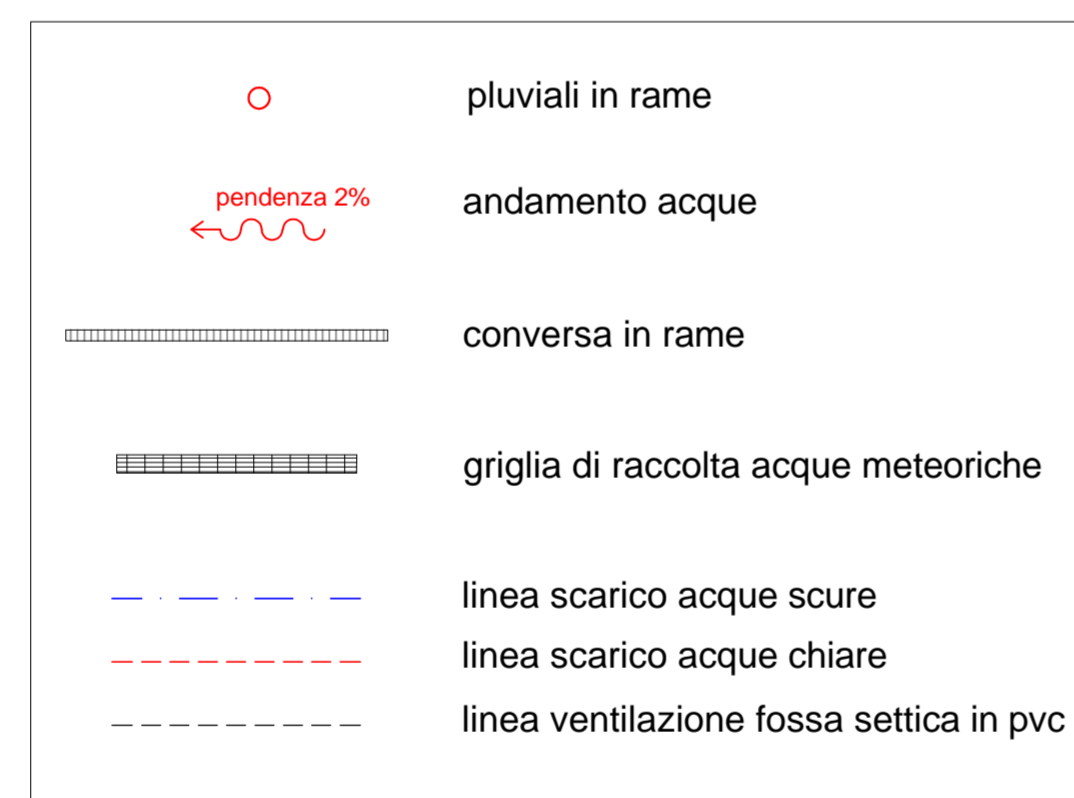 pluviali in rame
pendenza 2%
andamento acque
conversa in rame
griglia di raccolta acque meteoriche
linea scarico acque scure
linea scarico acque chiare
linea ventilazione fossa settica in pvc